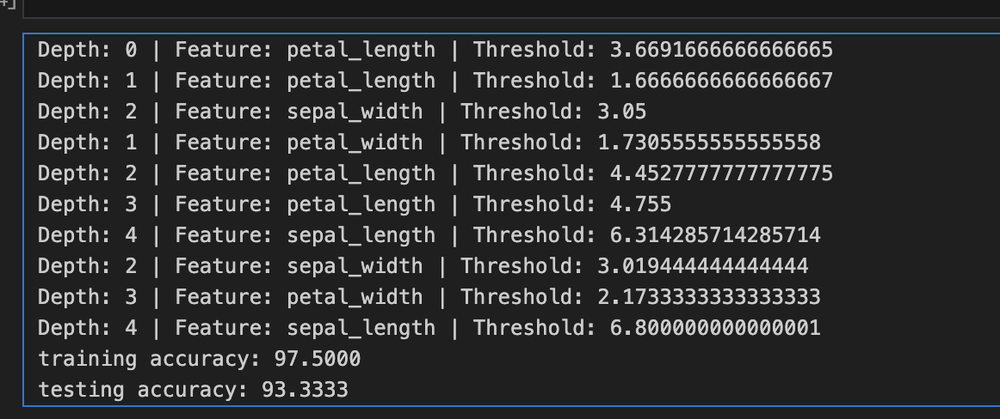 Depth: 0 | Feature: petal_length | Threshold: 3.6691666666666665
Depth: 1 | Feature: petal_length | Threshold: 1.6666666666666667
Depth: 2 | Feature: sepal_width | Threshold: 3.05
Depth: 1 | Feature: petal_width | Threshold: 1.7305555555555558
Depth: 2 | Feature: petal_length | Threshold: 4.4527777777777775
Depth: 3 | Feature: petal_length | Threshold: 4.755
Depth: 4 | Feature: sepal_length | Threshold: 6.314285714285714
Depth: 2 | Feature: sepal_width | Threshold: 3.019444444444444
Depth: 3 | Feature: petal_width | Threshold: 2.1733333333333333
Depth: 4 | Feature: sepal_length | Threshold: 6.800000000000001
training accuracy: 97.5000
testing accuracy: 93.3333